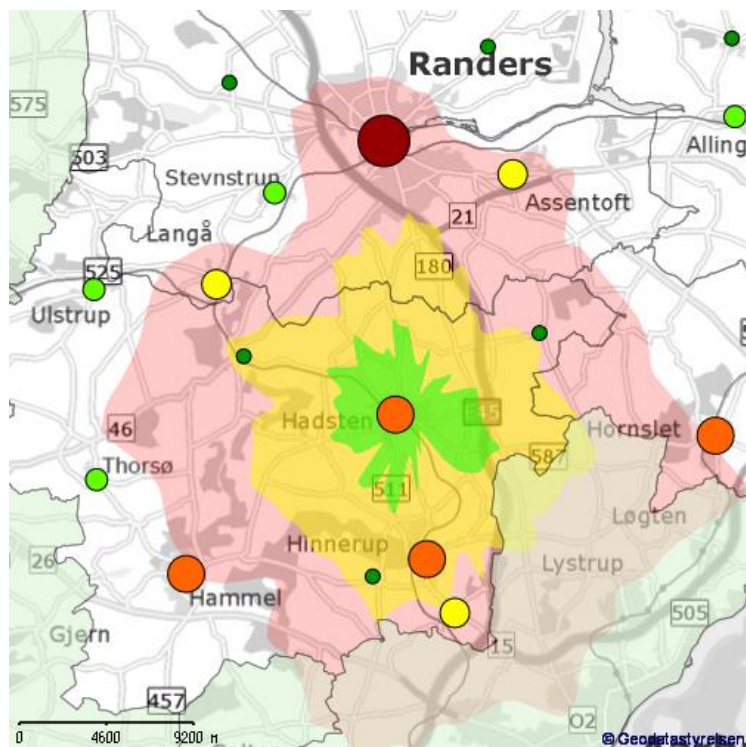 Randers
575
Alling
503
Stevnstrup
Assentoft
21
Langå
180
525
Ulstrup
E45
46
Hadsten
Hornslet
587
Thorsø
511
Løgten
Hinnerup
26
Lystrup
Hammel
505
Gjern
15
457
O2
0 4600 9200 M
© Geodatastyrelsen